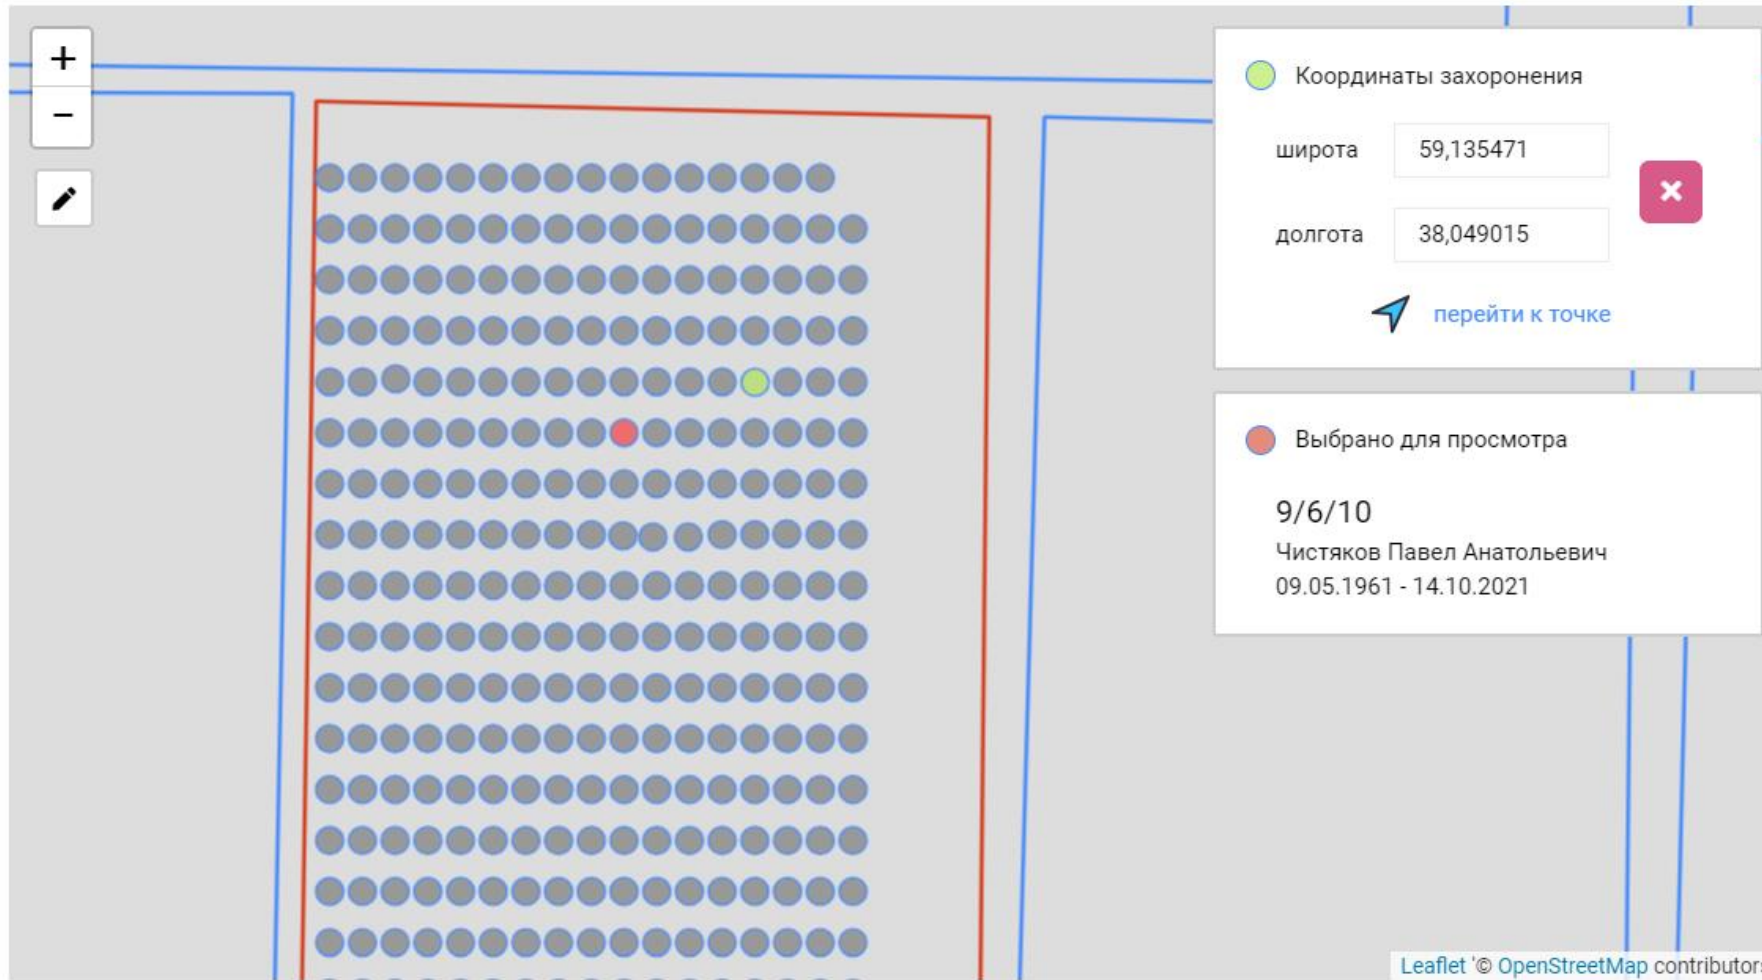 +
−
Координаты захоронения
широта 59,135471
долгота 38,049015
перейти к точке
Выбрано для просмотра
9/6/10
Чистяков Павел Анатольевич
09.05.1961 - 14.10.2021
Leaflet '© OpenStreetMap contributor